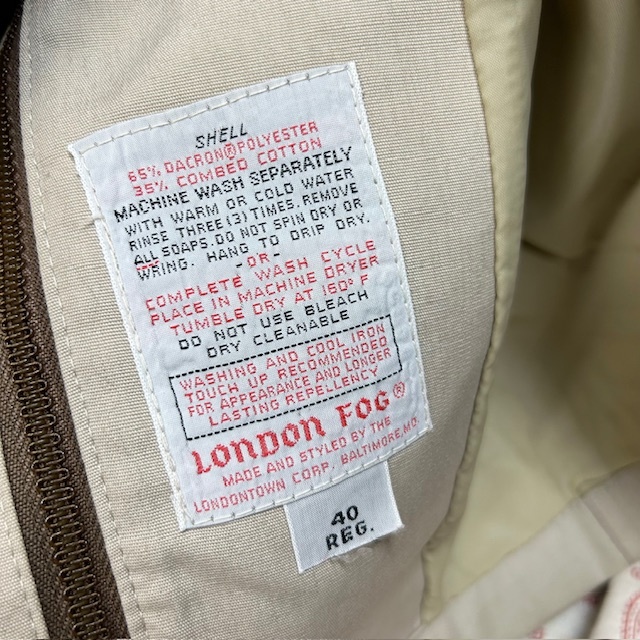 SHELL
65% DACRON® POLYESTER
35% COMBED COTTON
MACHINE WASH SEPARATELY
WITH WARM OR COLD WATER
RINSE THREE (3) TIMES. REMOVE
ALL SOAPS. DO NOT SPIN DRY OR
WRING. HANG TO DRIP DRY.
-OR-
COMPLETE WASH CYCLE
PLACE IN MACHINE DRYER
TUMBLE DRY AT 160° F
DO NOT USE BLEACH
DRY CLEANABLE
WASHING AND COOL IRON
TOUCH UP RECOMMENDED
FOR APPEARANCE AND LONGER
LASTING REPELLENCY
LONDON FOG®
MADE AND STYLED BY THE
LONDONTOWN CORP. BALTIMORE, MD.
40
REG.